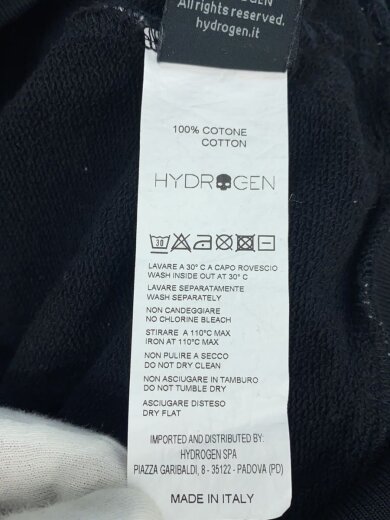 All rights reserved.
hydrogen.it
100% COTONE
COTTON
HYDROGEN
30
LAVARE A 30° C A CAPO ROVESCIO
WASH INSIDE OUT AT 30° C
LAVARE SEPARATAMENTE
WASH SEPARATELY
NON CANDEGGIARE
NO CHLORINE BLEACH
STIRARE A 110°C MAX
IRON AT 110°C MAX
NON PULIRE A SECCO
DO NOT DRY CLEAN
NON ASCIUGARE IN TAMBURO
DO NOT TUMBLE DRY
ASCIUGARE DISTESO
DRY FLAT
IMPORTED AND DISTRIBUTED BY:
HYDROGEN SPA
PIAZZA GARIBALDI, 8 - 35122 - PADOVA (PD)
MADE IN ITALY